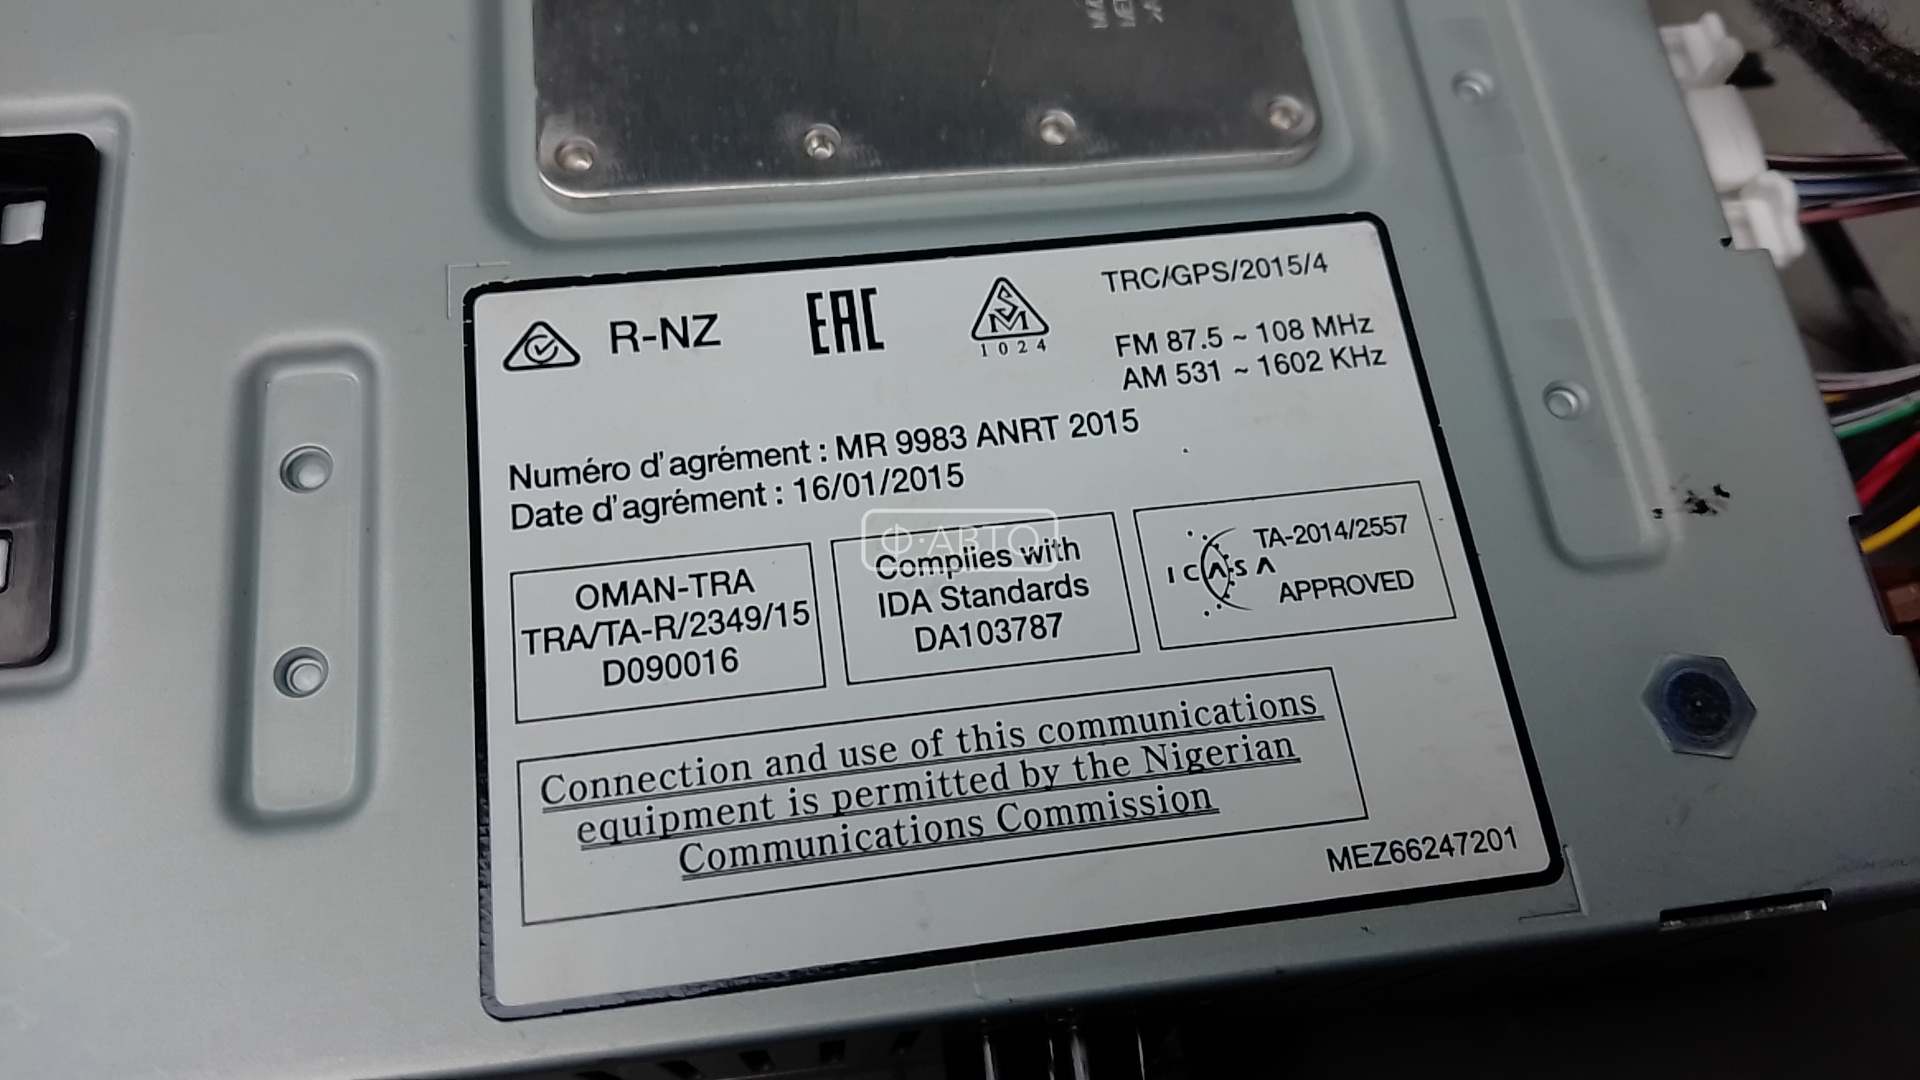 R-NZ
EAC
SM
1024
TRC/GPS/2015/4
FM 87.5 ~ 108 MHz
AM 531 ~ 1602 KHz
Numéro d'agrément : MR 9983 ANRT 2015
Date d'agrément : 16/01/2015
OMAN-TRA
TRA/TA-R/2349/15
D090016
Ф·АВТО
Complies with
IDA Standards
DA103787
ICASA
TA-2014/2557
APPROVED
Connection and use of this communications
equipment is permitted by the Nigerian
Communications Commission
MEZ66247201